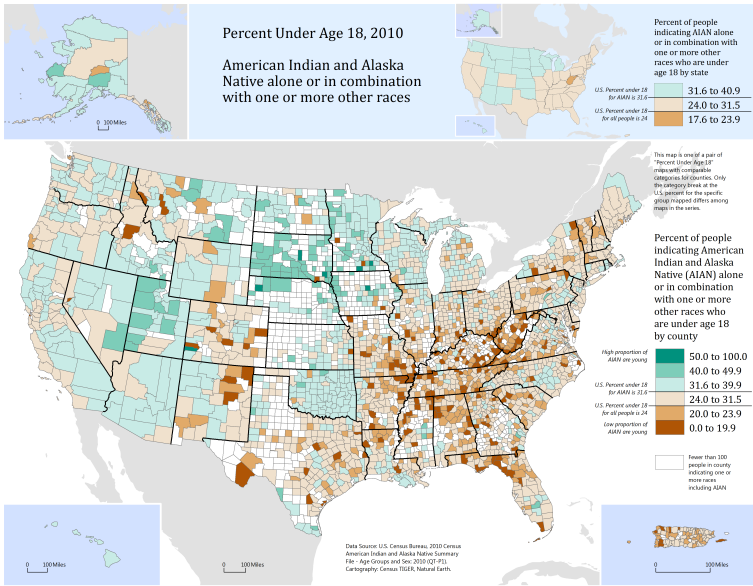 Percent Under Age 18, 2010
American Indian and Alaska
Native alone or in combination
with one or more other races
0 100 Miles
Percent of people
indicating AIAN alone
or in combination
with one or more
other races
who are under
age 18 by state
U.S. Percent under 18
for AIAN is 31.6
U.S. Percent under 18
for all people is 24
31.6 to 40.9
24.0 to 31.5
17.6 to 23.9
This map is one of a pair of
"Percent Under Age 18"
maps with comparable
categories for counties. Only
the category break at the
U.S. percent for the specific
group mapped differs among
maps in the series.
Percent of people
indicating American
Indian and Alaska
Native (AIAN) alone
or in combination
with one or more
other races who
are under age 18
by county
High proportion of
AIAN are young
U.S. Percent under 18
for AIAN is 31.6
U.S. Percent under 18
for all people is 24
Low proportion of
AIAN are young
50.0 to 100.0
40.0 to 49.9
31.6 to 39.9
24.0 to 31.5
20.0 to 23.9
0.0 to 19.9
Fewer than 100
people in county
indicating one or
more races
including AIAN
0 100 Miles
0 100 Miles
Data Source: U.S. Census Bureau, 2010 Census
American Indian and Alaska Native Summary
File - Age Groups and Sex: 2010 (QT-P1).
Cartography: Census TIGER, Natural Earth.
0 100 Miles